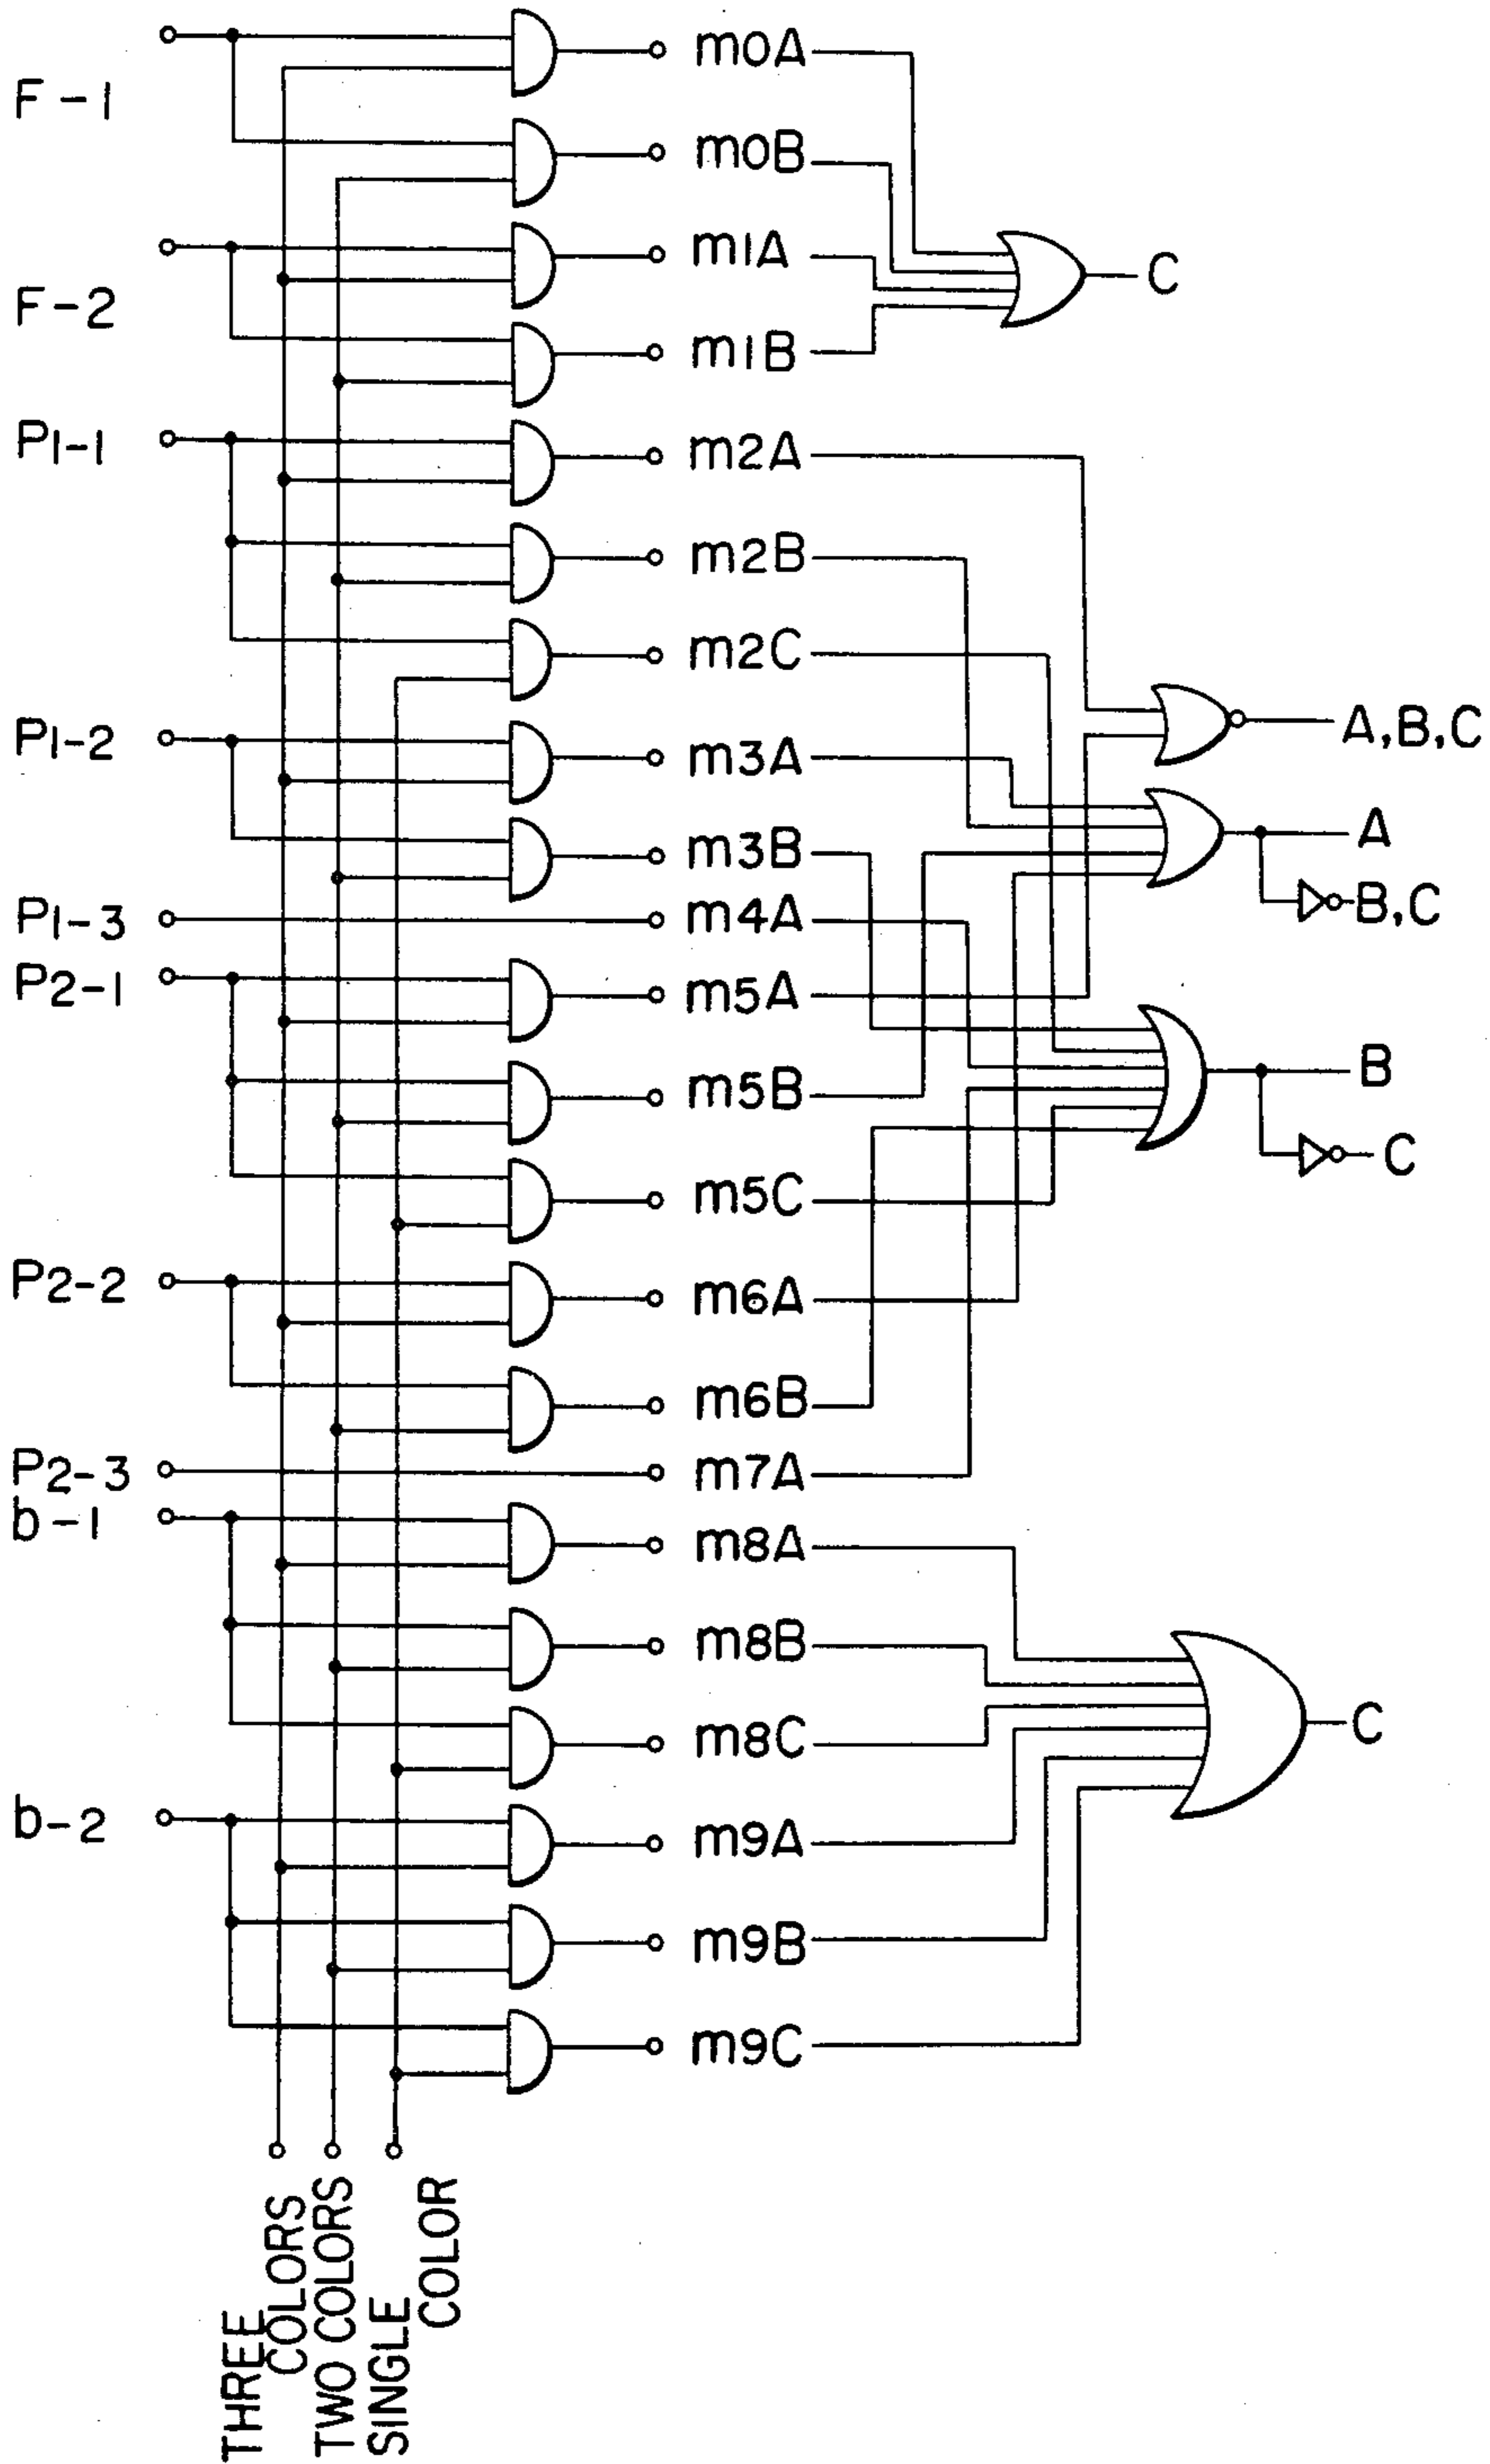 F-1
m0A
m0B
F-2
m1A
C
m1B
P1-1
m2A
m2B
m2C
P1-2
m3A
A,B,C
m3B
A
B,C
P1-3
m4A
P2-1
m5A
m5B
B
C
m5C
P2-2
m6A
m6B
P2-3
m7A
b-1
m8A
m8B
m8C
C
b-2
m9A
m9B
m9C
THREE
COLORS
TWO COLORS
SINGLE
COLOR